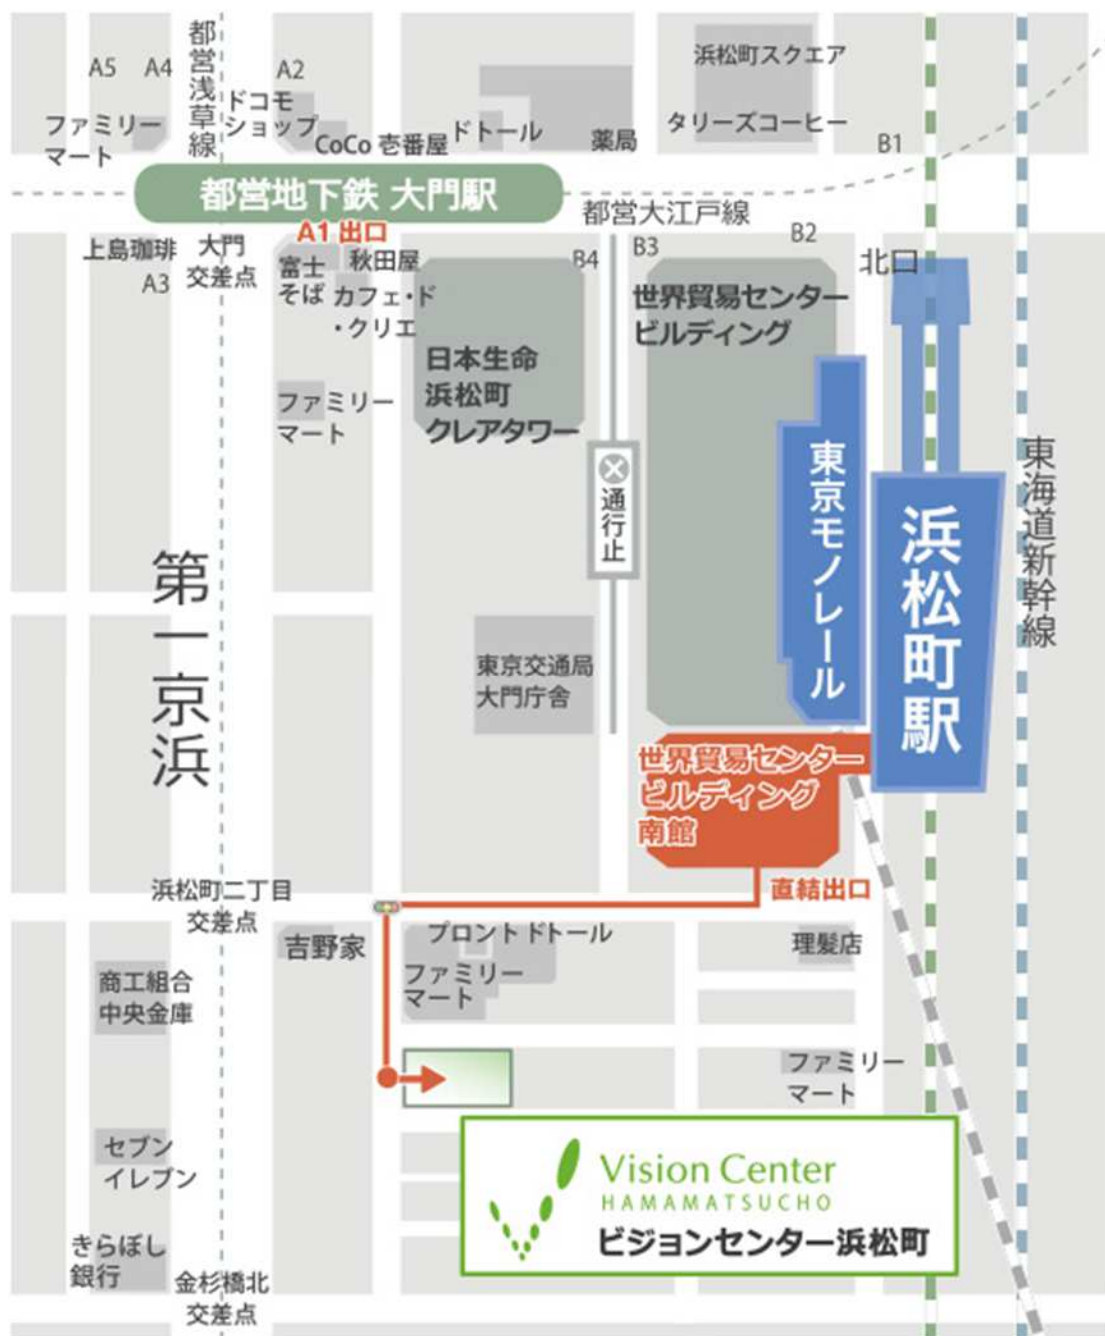 都営浅草線
浜松町スクエア
A5
A4
A2
ドコモ
ショップ
ファミリー
マート
CoCo 壱番屋
ドトール
薬局
タリーズコーヒー
B1
都営地下鉄 大門駅
都営大江戸線
A1 出口
上島珈琲
A3
大門
交差点
富士
そば
秋田屋
カフェ・ド
・クリエ
B4
B3
B2
北口
世界貿易センター
ビルディング
日本生命
浜松町
クレアタワー
ファミリー
マート
通行止
東京モノレール
浜松町駅
東海道新幹線
第一京浜
東京交通局
大門庁舎
世界貿易センター
ビルディング
南館
直結出口
浜松町二丁目
交差点
吉野家
プロント
ドトール
ファミリー
マート
理髪店
商工組合
中央金庫
ファミリー
マート
セブン
イレブン
きらぼし
銀行
金杉橋北
交差点
Vision Center
HAMAMATSUCHO
ビジョンセンター浜松町